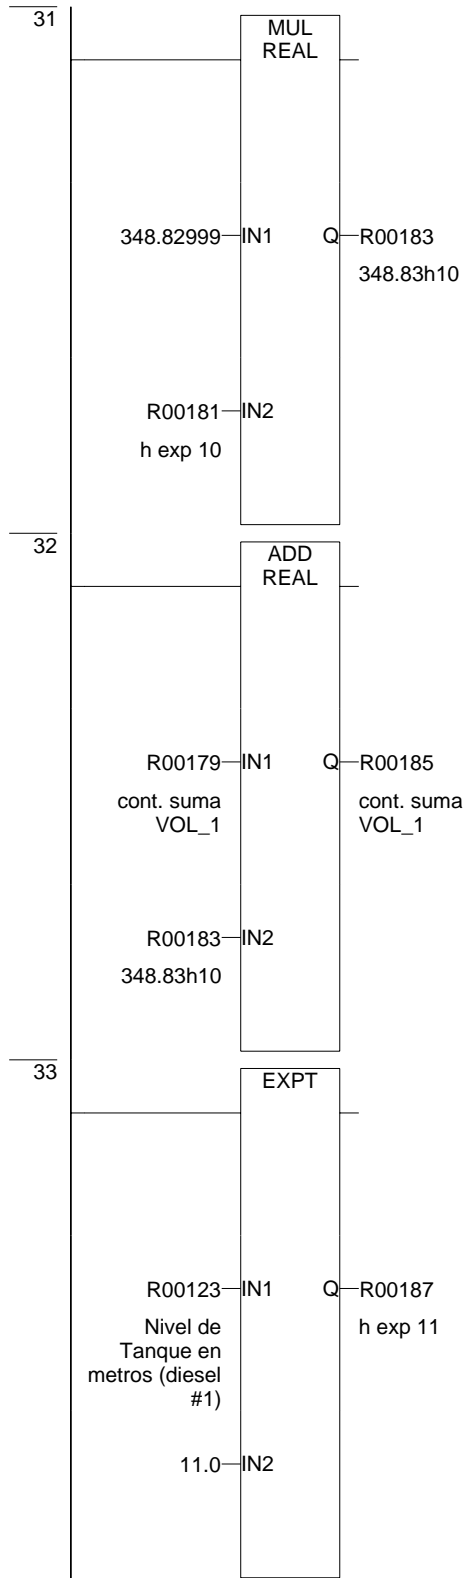 31
MUL
REAL
348.82999 IN1 Q R00183
348.83h10
R00181 IN2
h exp 10
32
ADD
REAL
R00179 IN1 Q R00185
cont. suma cont. suma
VOL_1 VOL_1
R00183 IN2
348.83h10
33
EXPT
R00123 IN1 Q R00187
Nivel de h exp 11
Tanque en
metros (diesel
#1)
11.0 IN2